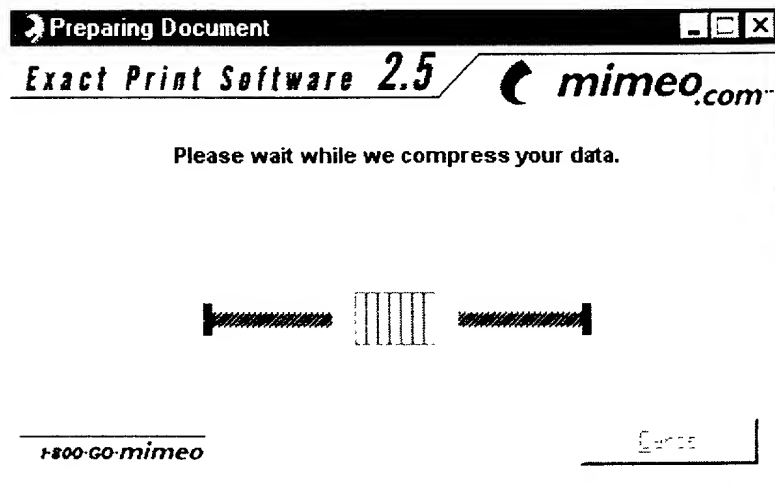 Preparing Document
Exact Print Software 2.5
mimeo.com
Please wait while we compress your data.
1-800-GO-mimeo
Cancel